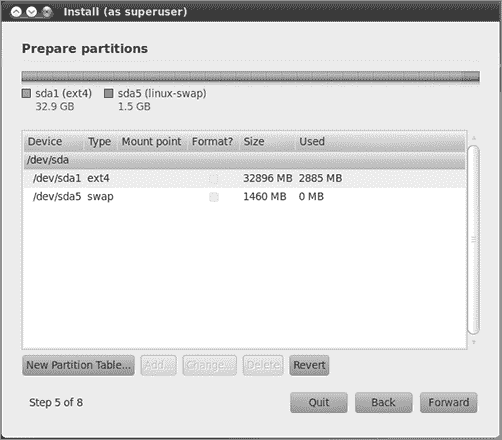 Install (as superuser)
Prepare partitions
sda1 (ext4) sda5 (linux-swap)
32.9 GB 1.5 GB
Device Type Mount point Format? Size Used
/dev/sda
/dev/sda1 ext4 32896 MB 2885 MB
/dev/sda5 swap 1460 MB 0 MB
New Partition Table... Add... Change... Delete Revert
Step 5 of 8 Quit Back Forward